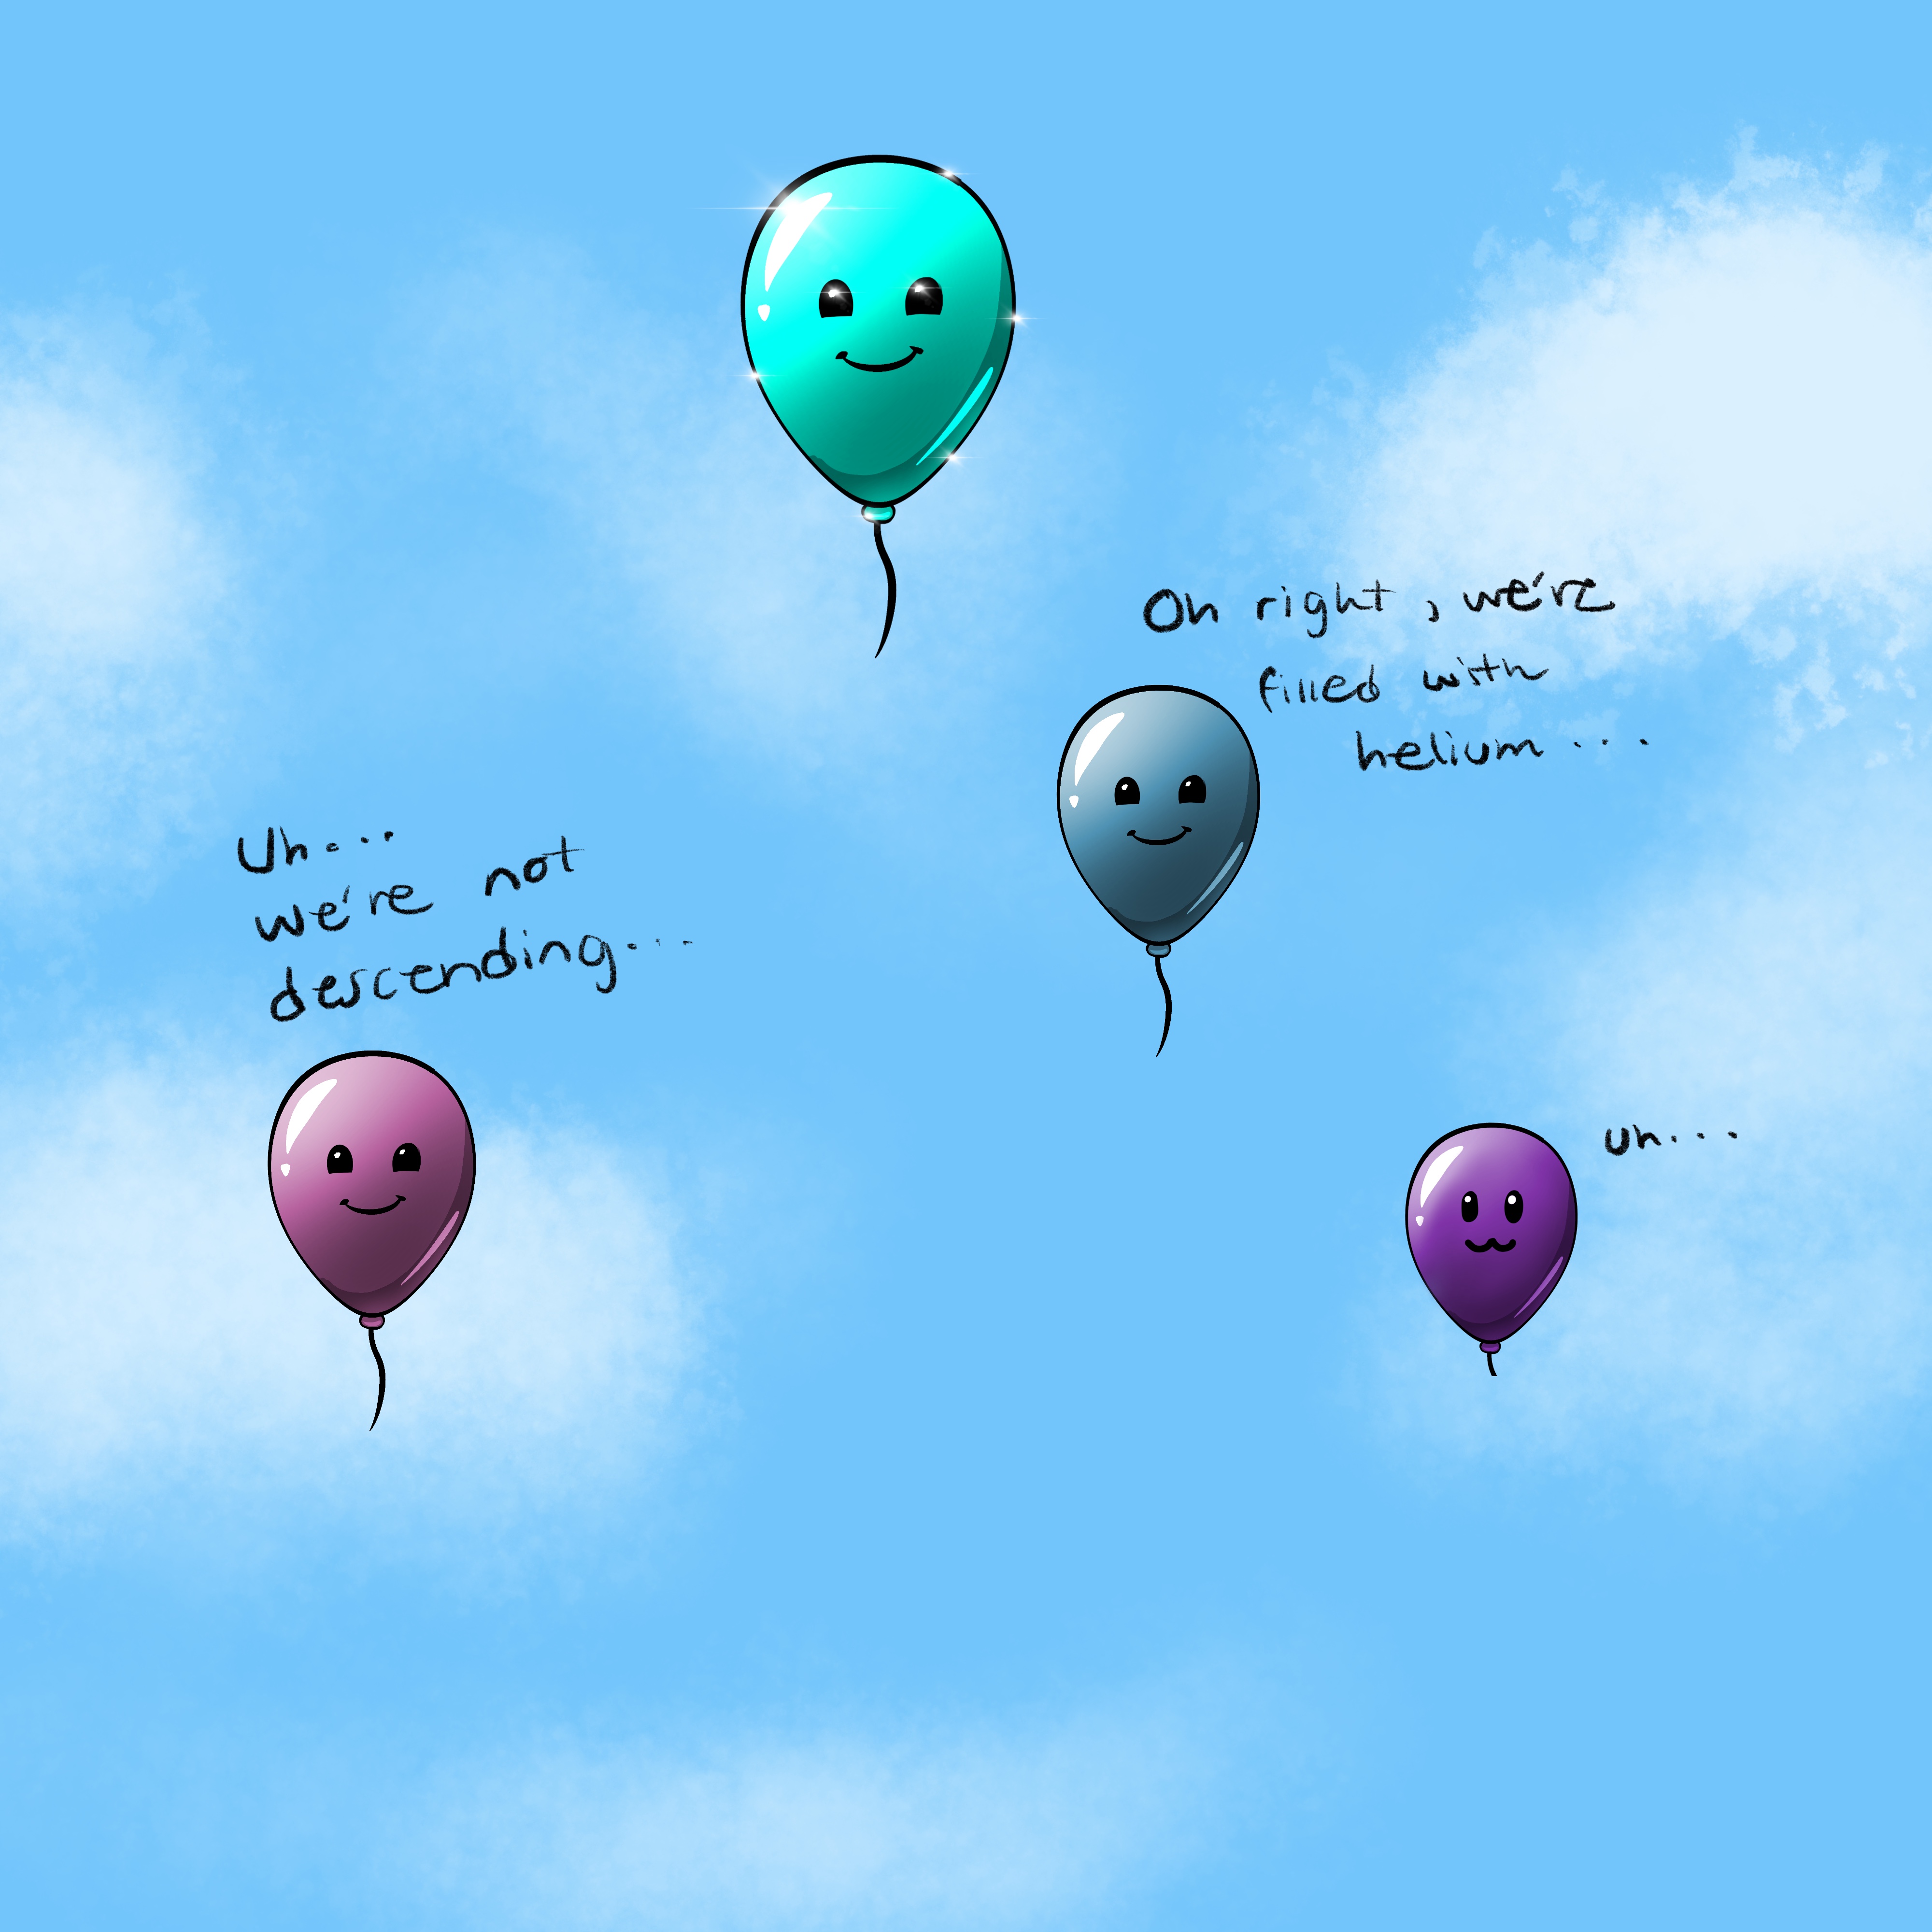 Oh right, we're
filled with
helium...
Uh...
we're not
descending...
uh...